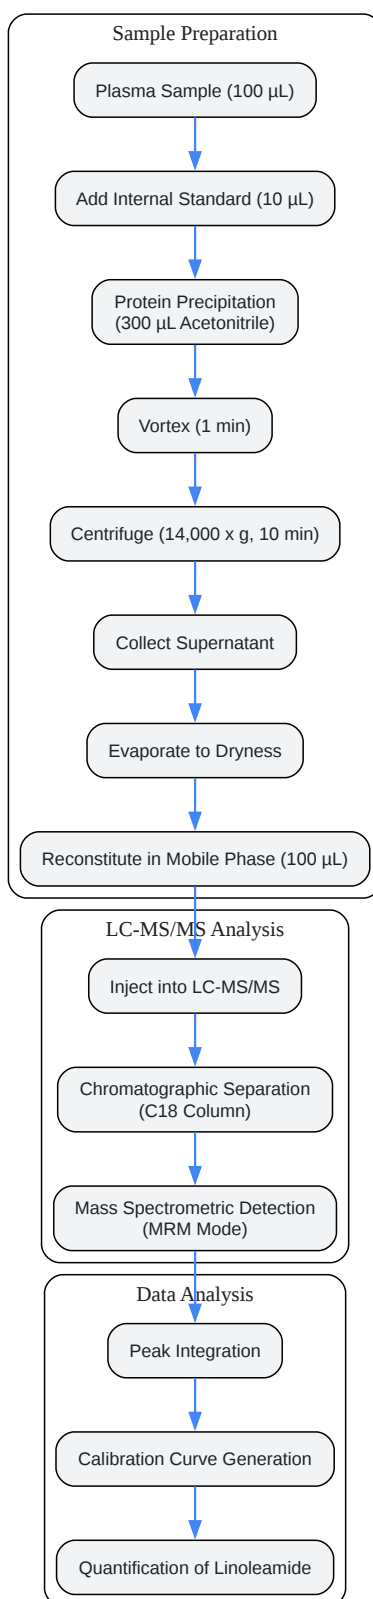 Sample Preparation
Plasma Sample (100 µL)
Add Internal Standard (10 µL)
Protein Precipitation
(300 µL Acetonitrile)
Vortex (1 min)
Centrifuge (14,000 x g, 10 min)
Collect Supernatant
Evaporate to Dryness
Reconstitute in Mobile Phase (100 µL)
LC-MS/MS Analysis
Inject into LC-MS/MS
Chromatographic Separation
(C18 Column)
Mass Spectrometric Detection
(MRM Mode)
Data Analysis
Peak Integration
Calibration Curve Generation
Quantification of Linoleamide